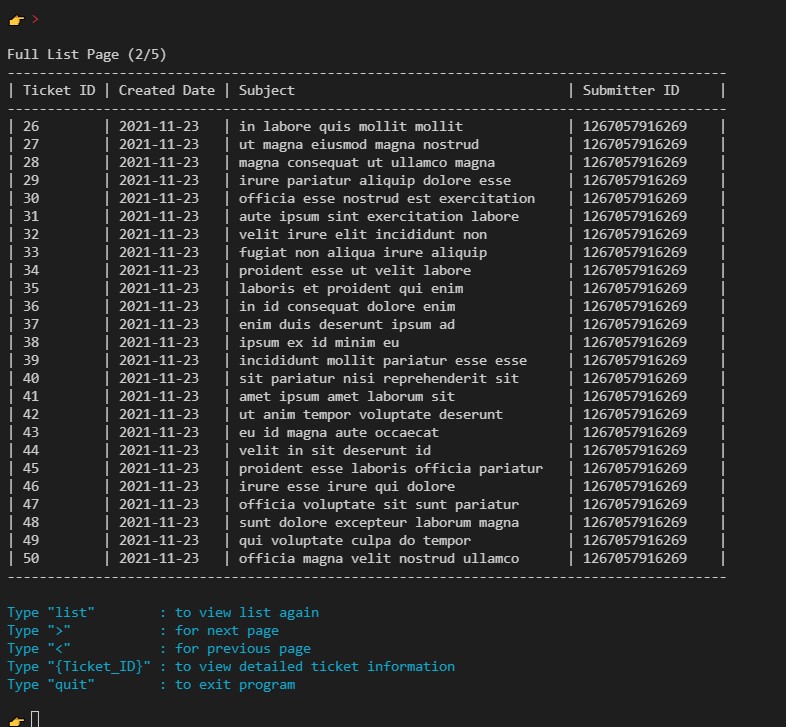 👉 >
Full List Page (2/5)
------------------------------------------------------------------------------------------
| Ticket ID | Created Date | Subject                                  | Submitter ID     |
------------------------------------------------------------------------------------------
| 26        | 2021-11-23   | in labore quis mollit mollit             | 1267057916269    |
| 27        | 2021-11-23   | ut magna eiusmod magna nostrud           | 1267057916269    |
| 28        | 2021-11-23   | magna consequat ut ullamco magna         | 1267057916269    |
| 29        | 2021-11-23   | irure pariatur aliquip dolore esse       | 1267057916269    |
| 30        | 2021-11-23   | officia esse nostrud est exercitation    | 1267057916269    |
| 31        | 2021-11-23   | aute ipsum sint exercitation labore      | 1267057916269    |
| 32        | 2021-11-23   | velit irure elit incididunt non          | 1267057916269    |
| 33        | 2021-11-23   | fugiat non aliqua irure aliquip          | 1267057916269    |
| 34        | 2021-11-23   | proident esse ut velit labore            | 1267057916269    |
| 35        | 2021-11-23   | laboris et proident qui enim             | 1267057916269    |
| 36        | 2021-11-23   | in id consequat dolore enim              | 1267057916269    |
| 37        | 2021-11-23   | enim duis deserunt ipsum ad              | 1267057916269    |
| 38        | 2021-11-23   | ipsum ex id minim eu                     | 1267057916269    |
| 39        | 2021-11-23   | incididunt mollit pariatur esse esse     | 1267057916269    |
| 40        | 2021-11-23   | sit pariatur nisi reprehenderit sit      | 1267057916269    |
| 41        | 2021-11-23   | amet ipsum amet laborum sit              | 1267057916269    |
| 42        | 2021-11-23   | ut anim tempor voluptate deserunt        | 1267057916269    |
| 43        | 2021-11-23   | eu id magna aute occaecat                | 1267057916269    |
| 44        | 2021-11-23   | velit in sit deserunt id                 | 1267057916269    |
| 45        | 2021-11-23   | proident esse laboris officia pariatur   | 1267057916269    |
| 46        | 2021-11-23   | irure esse irure qui dolore              | 1267057916269    |
| 47        | 2021-11-23   | officia voluptate sit sunt pariatur      | 1267057916269    |
| 48        | 2021-11-23   | sunt dolore excepteur laborum magna      | 1267057916269    |
| 49        | 2021-11-23   | qui voluptate culpa do tempor            | 1267057916269    |
| 50        | 2021-11-23   | officia magna velit nostrud ullamco      | 1267057916269    |
------------------------------------------------------------------------------------------
Type "list"        : to view list again
Type ">"           : for next page
Type "<"           : for previous page
Type "{Ticket_ID}" : to view detailed ticket information
Type "quit"        : to exit program
👉